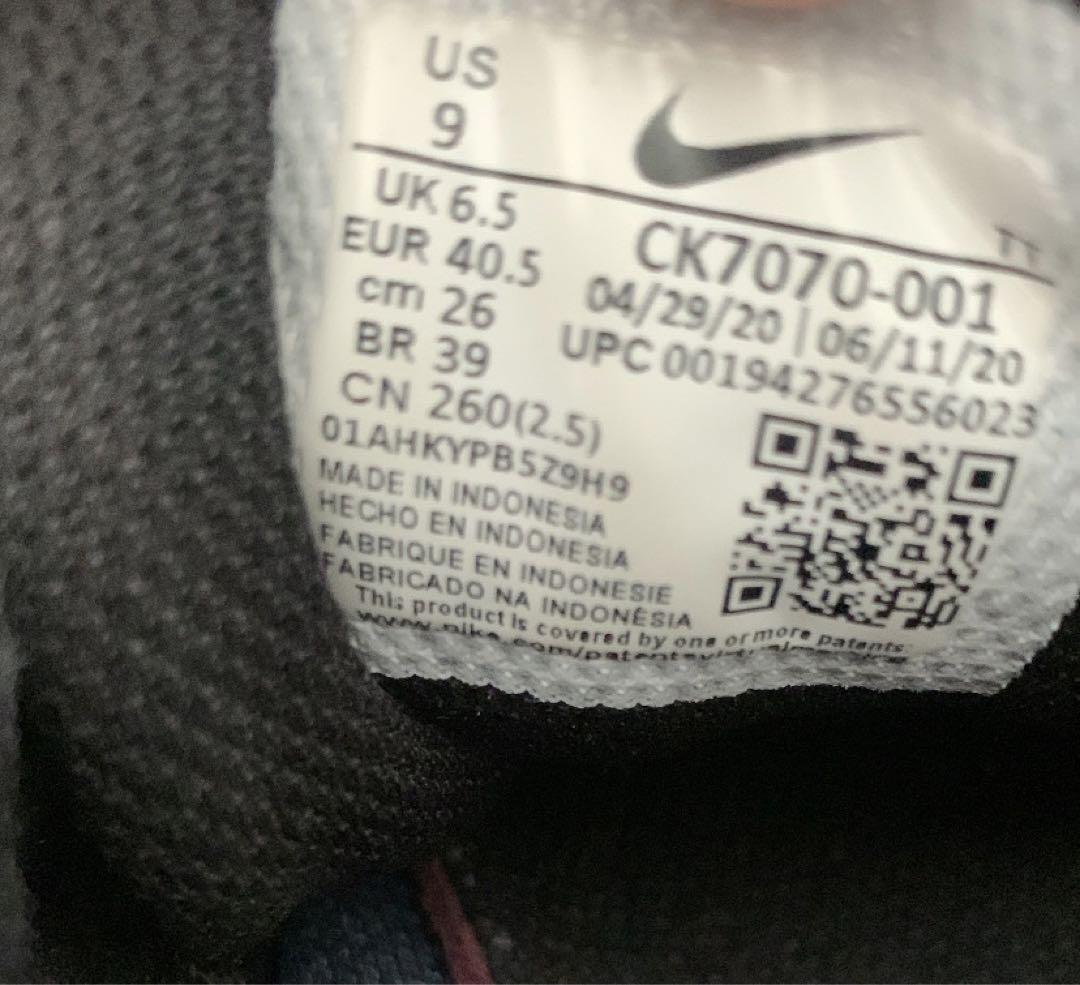 US
9
UK 6.5
EUR 40.5
cm 26
BR 39
CN 260(2.5)
01AHKYPB5Z9H9
MADE IN INDONESIA
HECHO EN INDONESIA
FABRIQUE EN INDONESIE
FABRICADO NA INDONÉSIA
This product is covered by one or more patents.
TT
CK7070-001
04/29/20 | 06/11/20
UPC 00194276556023